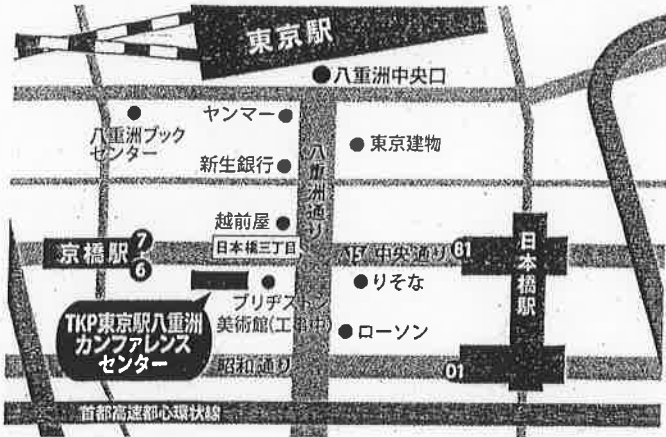 東京駅
八重洲中央口
八重洲ブック
センター
ヤンマー
東京建物
新生銀行
八重洲通り
越前屋
日本橋三丁目
京橋駅
7
6
15
中央通り
B1
日本橋駅
りそな
ブリヂストン
美術館(工事中)
TKP東京駅八重洲
カンファレンス
センター
ローソン
昭和通り
D1
首都高速都心環状線